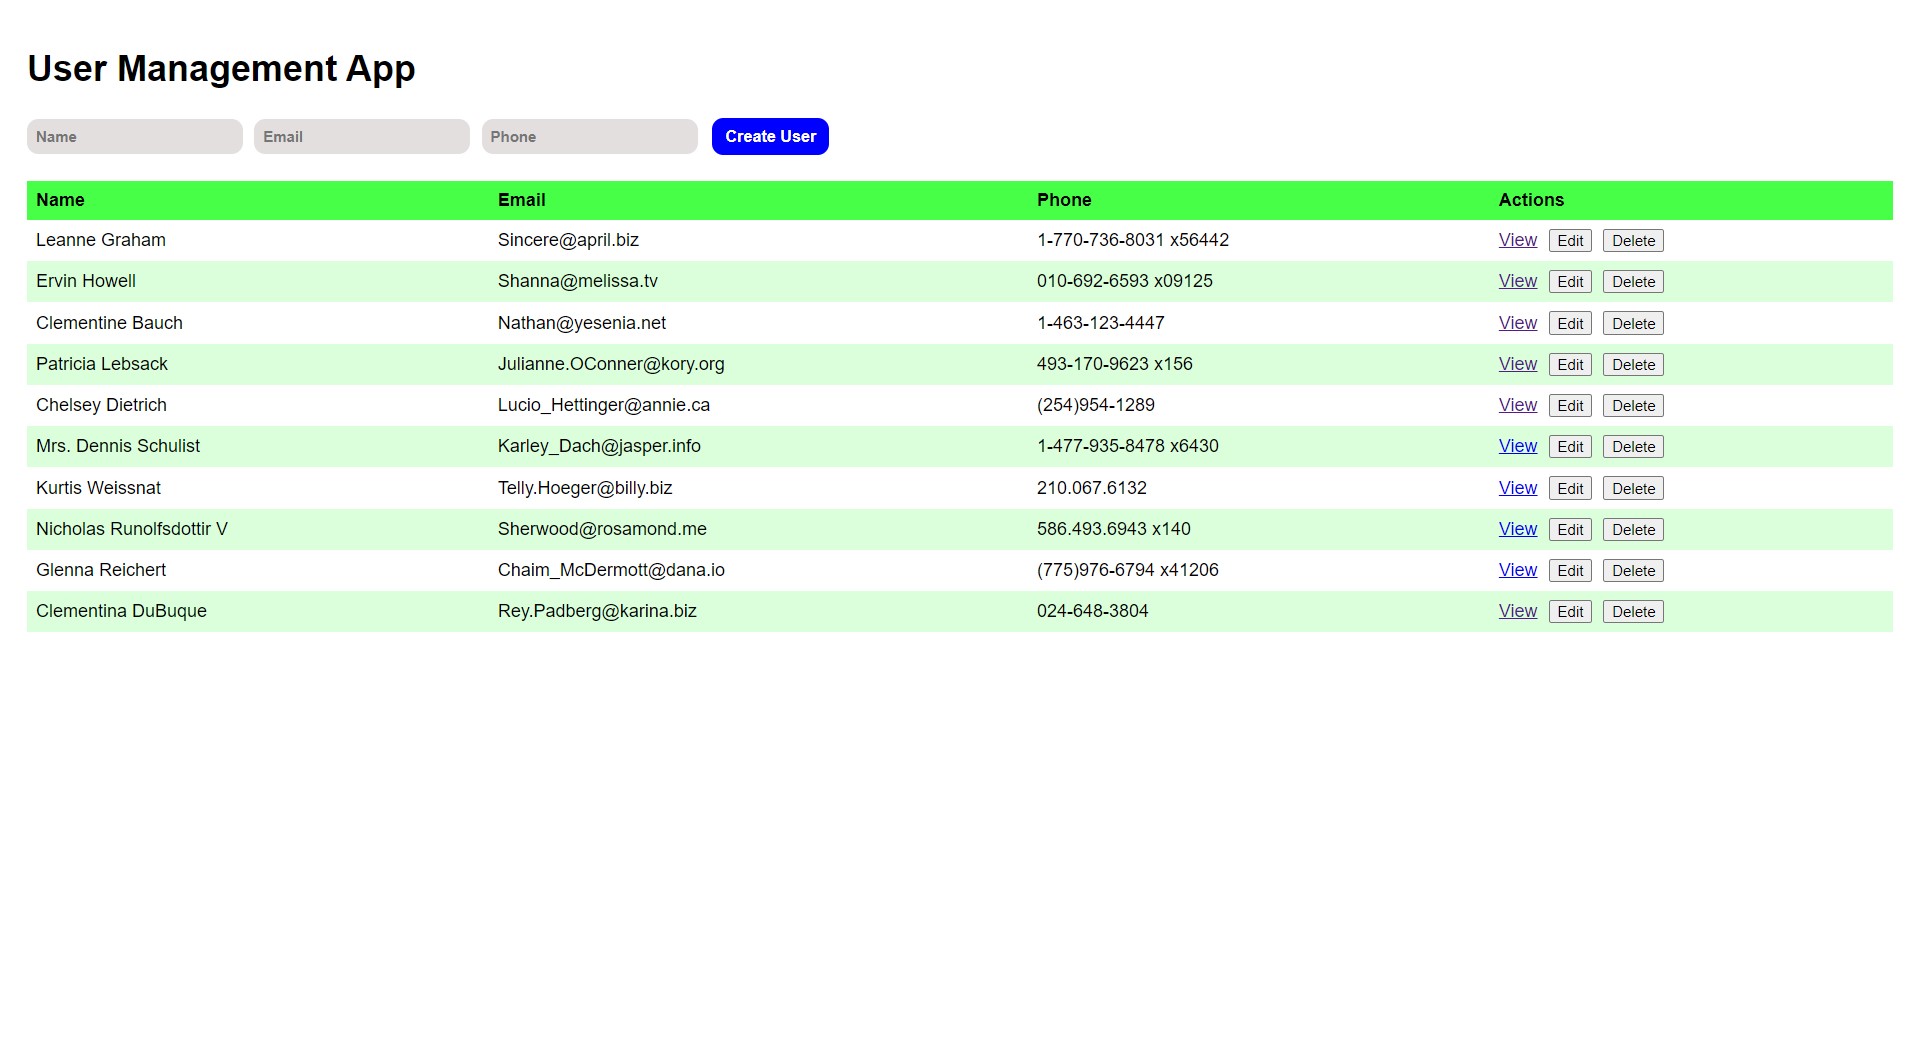 User Management App
Name Email Phone Create User
Name Email Phone Actions
Leanne Graham Sincere@april.biz 1-770-736-8031 x56442 View Edit Delete
Ervin Howell Shanna@melissa.tv 010-692-6593 x09125 View Edit Delete
Clementine Bauch Nathan@yesenia.net 1-463-123-4447 View Edit Delete
Patricia Lebsack Julianne.OConner@kory.org 493-170-9623 x156 View Edit Delete
Chelsey Dietrich Lucio_Hettinger@annie.ca (254)954-1289 View Edit Delete
Mrs. Dennis Schulist Karley_Dach@jasper.info 1-477-935-8478 x6430 View Edit Delete
Kurtis Weissnat Telly.Hoeger@billy.biz 210.067.6132 View Edit Delete
Nicholas Runolfsdottir V Sherwood@rosamond.me 586.493.6943 x140 View Edit Delete
Glenna Reichert Chaim_McDermott@dana.io (775)976-6794 x41206 View Edit Delete
Clementina DuBuque Rey.Padberg@karina.biz 024-648-3804 View Edit Delete